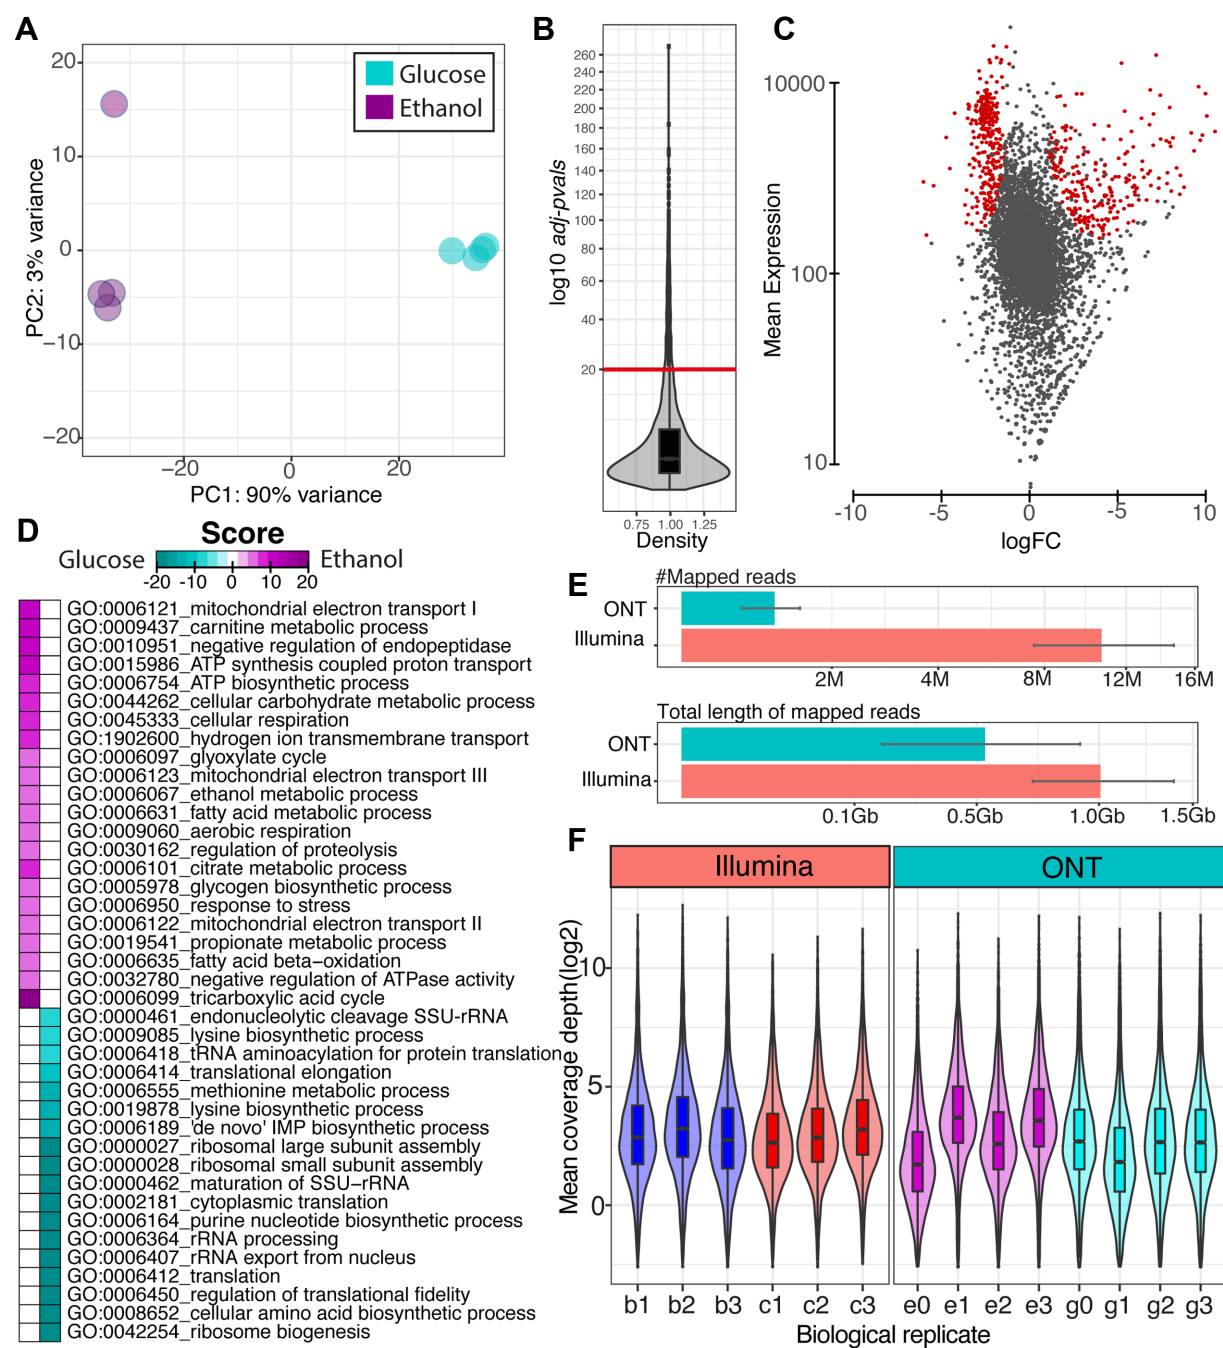 A
20
10
0
−10
−20
PC2: 3% variance
Glucose
Ethanol
−20
0
20
PC1: 90% variance
B
260
240
220
200
180
160
140
120
100
80
60
40
20
log10 adj-pvals
0.75 1.00 1.25
Density
C
10000
100
10
Mean Expression
-10
-5
0
-5
10
logFC
D
Score
Glucose
Ethanol
-20 -10 0 10 20
GO:0006121_mitochondrial electron transport I
GO:0009437_carnitine metabolic process
GO:0010951_negative regulation of endopeptidase
GO:0015986_ATP synthesis coupled proton transport
GO:0006754_ATP biosynthetic process
GO:0044262_cellular carbohydrate metabolic process
GO:0045333_cellular respiration
GO:1902600_hydrogen ion transmembrane transport
GO:0006097_glyoxylate cycle
GO:0006123_mitochondrial electron transport III
GO:0006067_ethanol metabolic process
GO:0006631_fatty acid metabolic process
GO:0009060_aerobic respiration
GO:0030162_regulation of proteolysis
GO:0006101_citrate metabolic process
GO:0005978_glycogen biosynthetic process
GO:0006950_response to stress
GO:0006122_mitochondrial electron transport II
GO:0019541_propionate metabolic process
GO:0006635_fatty acid beta−oxidation
GO:0032780_negative regulation of ATPase activity
GO:0006099_tricarboxylic acid cycle
GO:0000461_endonucleolytic cleavage SSU-rRNA
GO:0009085_lysine biosynthetic process
GO:0006418_tRNA aminoacylation for protein translation
GO:0006414_translational elongation
GO:0006555_methionine metabolic process
GO:0019878_lysine biosynthetic process
GO:0006189_'de novo' IMP biosynthetic process
GO:0000027_ribosomal large subunit assembly
GO:0000028_ribosomal small subunit assembly
GO:0000462_maturation of SSU−rRNA
GO:0002181_cytoplasmic translation
GO:0006164_purine nucleotide biosynthetic process
GO:0006364_rRNA processing
GO:0006407_rRNA export from nucleus
GO:0006412_translation
GO:0006450_regulation of translational fidelity
GO:0008652_cellular amino acid biosynthetic process
GO:0042254_ribosome biogenesis
E
#Mapped reads
ONT
Illumina
2M 4M 8M 12M 16M
Total length of mapped reads
ONT
Illumina
0.1Gb 0.5Gb 1.0Gb 1.5Gb
F
Illumina
ONT
10
5
0
Mean coverage depth(log2)
b1 b2 b3 c1 c2 c3 e0 e1 e2 e3 g0 g1 g2 g3
Biological replicate